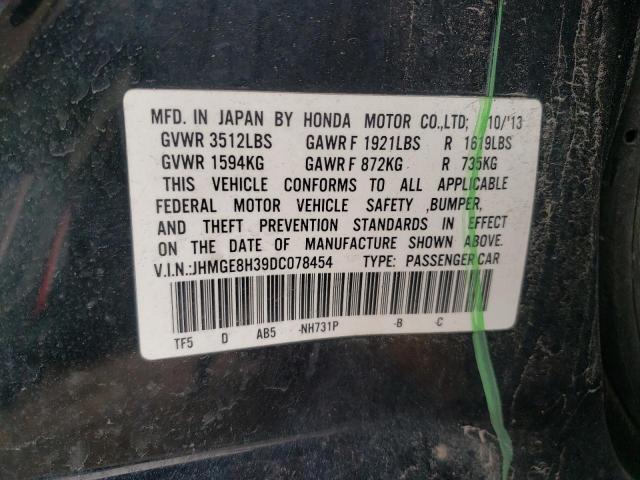 MFD. IN JAPAN BY HONDA MOTOR CO.,LTD; 10/'13
GVWR 3512LBS GAWR F 1921LBS R 1619LBS
GVWR 1594KG GAWR F 872KG R 735KG
THIS VEHICLE CONFORMS TO ALL APPLICABLE
FEDERAL MOTOR VEHICLE SAFETY ,BUMPER,
AND THEFT PREVENTION STANDARDS IN EFFECT
ON THE DATE OF MANUFACTURE SHOWN ABOVE.
V.I.N.:JHMGE8H39DC078454 TYPE: PASSENGER CAR
TF5 D AB5 -NH731P -B -C